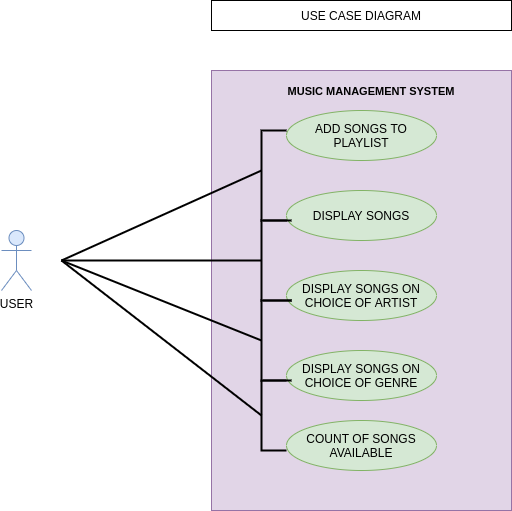 USE CASE DIAGRAM
MUSIC MANAGEMENT SYSTEM
ADD SONGS TO
PLAYLIST
DISPLAY SONGS
USER
DISPLAY SONGS ON
CHOICE OF ARTIST
DISPLAY SONGS ON
CHOICE OF GENRE
COUNT OF SONGS
AVAILABLE